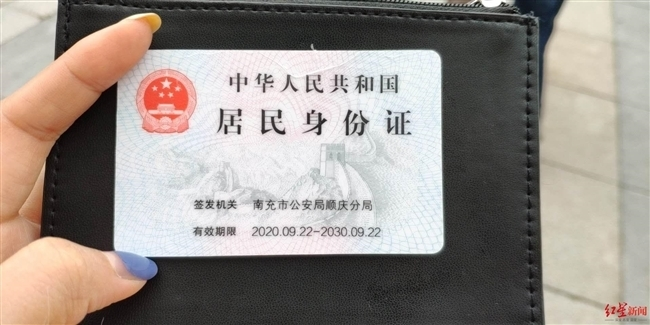 中华人民共和国
居民身份证
签发机关 南充市公安局顺庆分局
有效期限 2020.09.22-2030.09.22
红星新闻